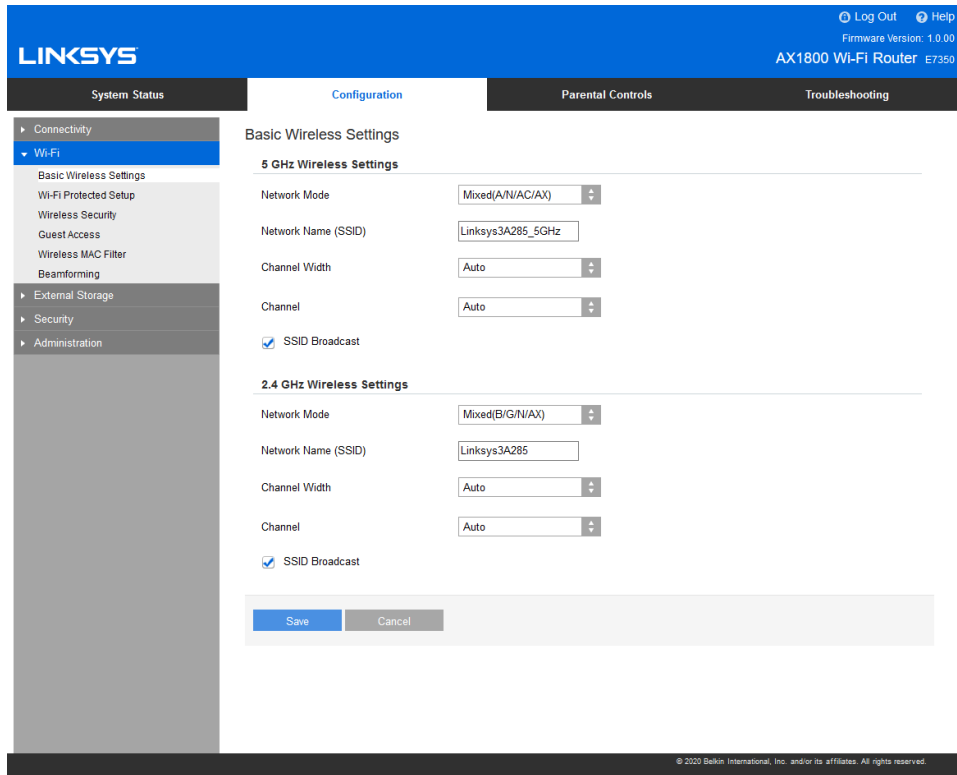 Log Out Help
Firmware Version: 1.0.00
LINKSYS
AX1800 Wi-Fi Router E7350
System Status Configuration Parental Controls Troubleshooting
Connectivity
Wi-Fi
Basic Wireless Settings
Wi-Fi Protected Setup
Wireless Security
Guest Access
Wireless MAC Filter
Beamforming
External Storage
Security
Administration
Basic Wireless Settings
5 GHz Wireless Settings
Network Mode Mixed(A/N/AC/AX)
Network Name (SSID) Linksys3A285_5GHz
Channel Width Auto
Channel Auto
SSID Broadcast
2.4 GHz Wireless Settings
Network Mode Mixed(B/G/N/AX)
Network Name (SSID) Linksys3A285
Channel Width Auto
Channel Auto
SSID Broadcast
Save Cancel
© 2020 Belkin International, Inc. and/or its affiliates. All rights reserved.